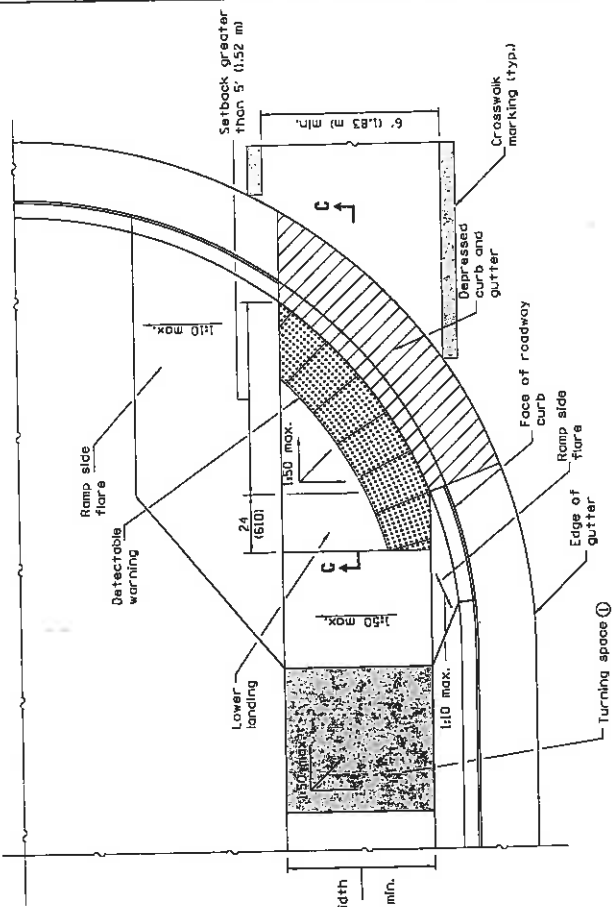 Setback greater
than 5' (1.52 m)
6' (1.83 m) min.
Crosswalk
marking (typ.)
C
Depressed
curb and
gutter
1:10 max.
Ramp side
flare
Detectable
warning
1:50 max.
24
(610)
Face of roadway
curb
Ramp side
flare
Edge of
gutter
C
Lower
landing
1:50 max.
1:10 max.
1:50 max.
Turning space ①
width
min.